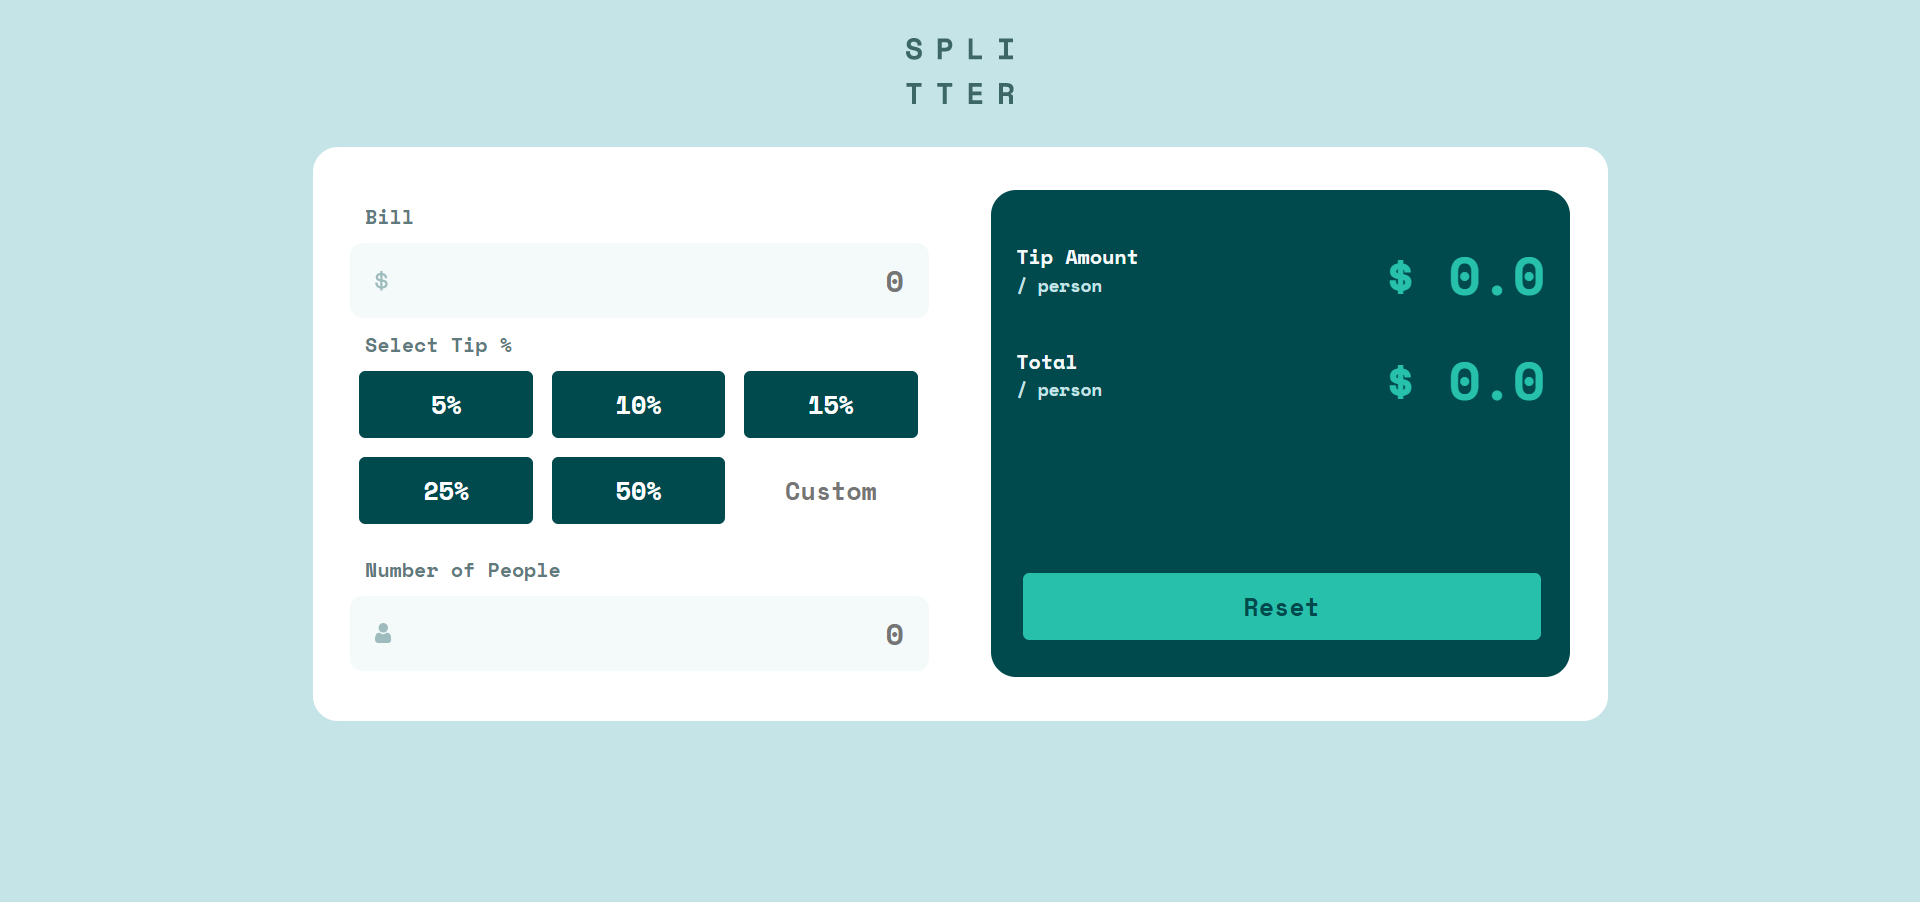 SPLI
TTER
Bill
$ 0
Select Tip %
5% 10% 15%
25% 50% Custom
Number of People
0
Tip Amount
/ person
$ 0.0
Total
/ person
$ 0.0
Reset